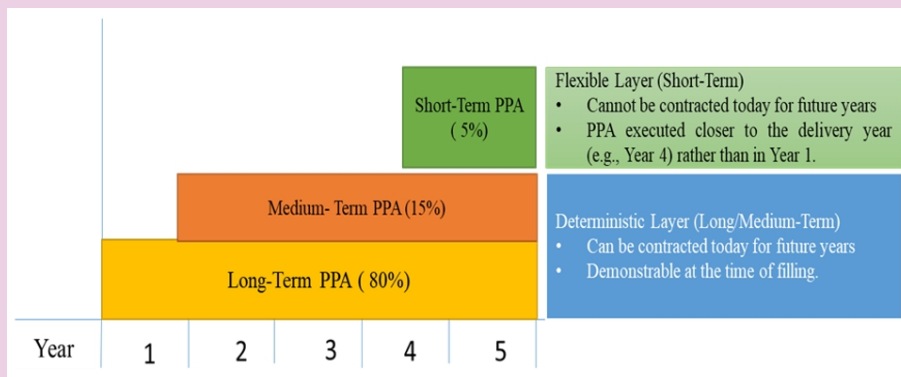 Short-Term PPA
( 5%)
Flexible Layer (Short-Term)
• Cannot be contracted today for future years
• PPA executed closer to the delivery year
(e.g., Year 4) rather than in Year 1.
Medium- Term PPA (15%)
Deterministic Layer (Long/Medium-Term)
• Can be contracted today for future years
• Demonstrable at the time of filling.
Long-Term PPA ( 80%)
Year 1 2 3 4 5